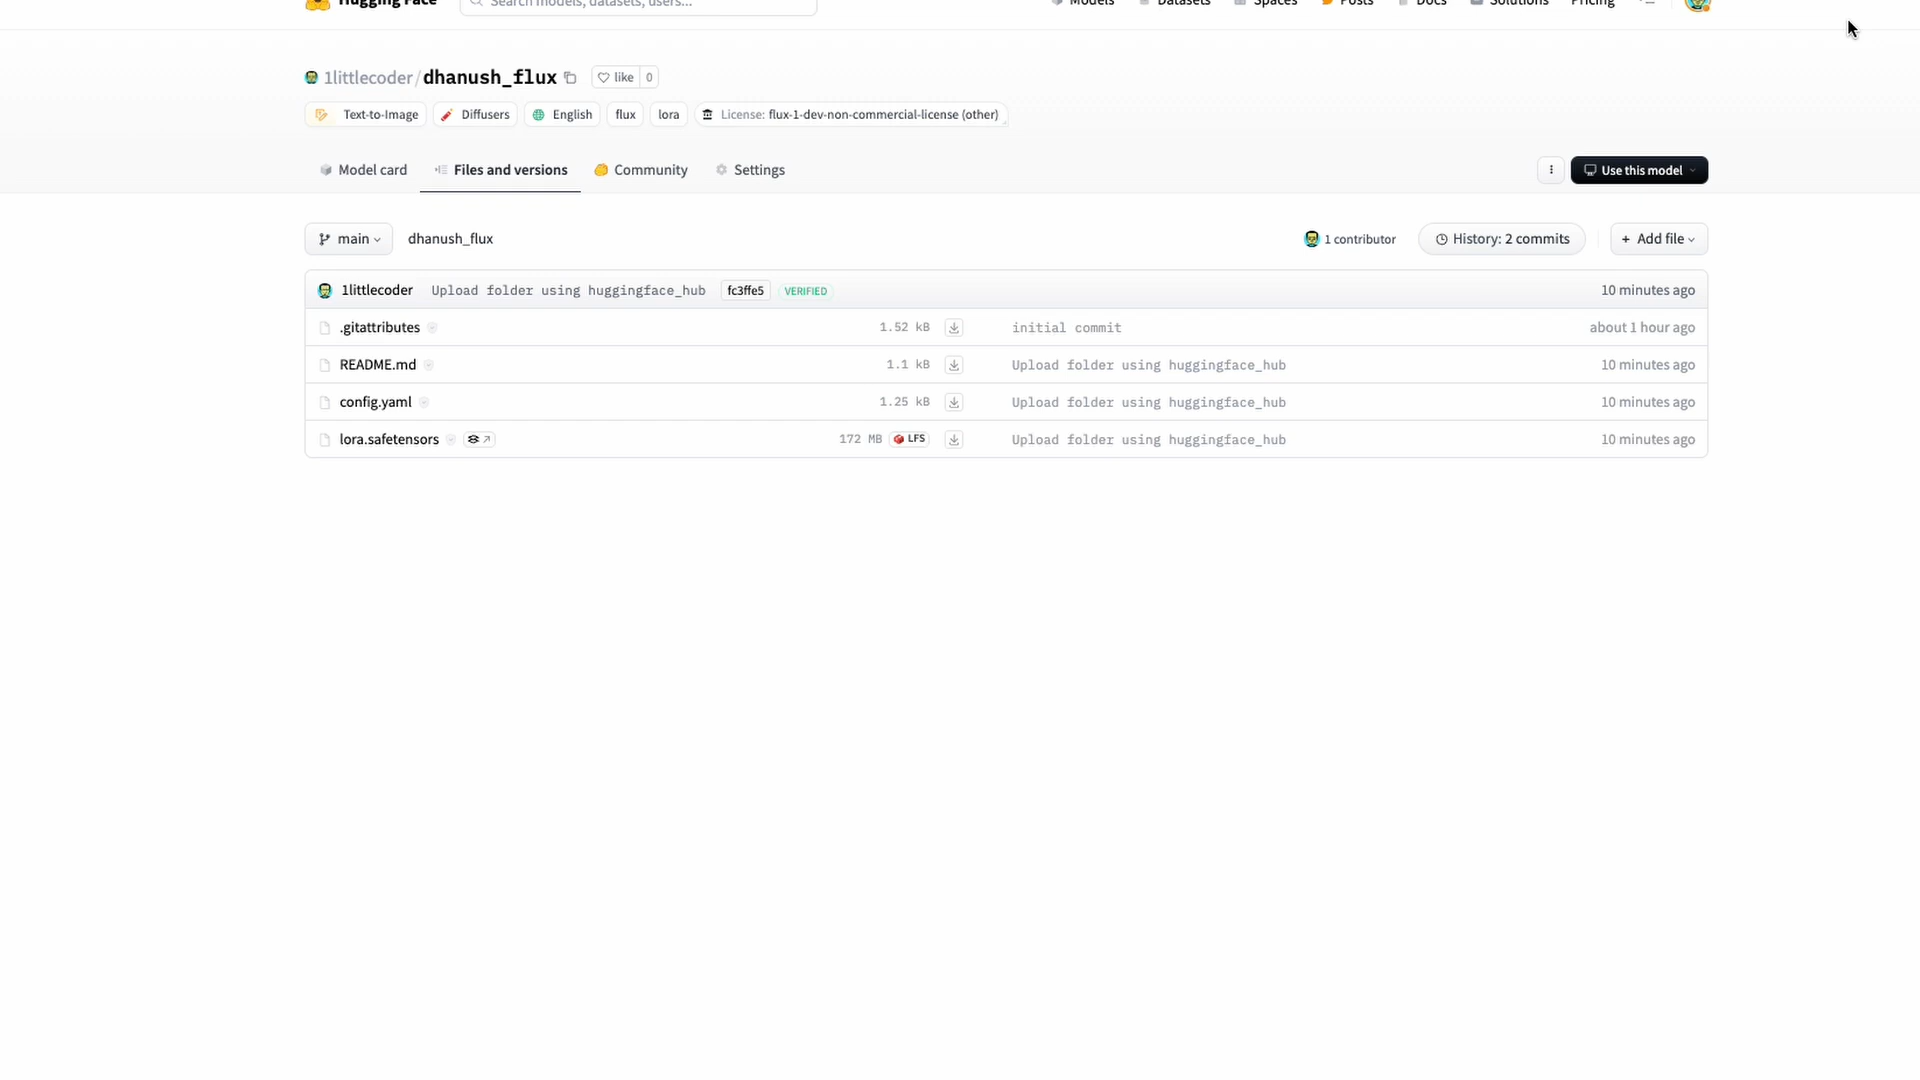 Hugging Face Search models, datasets, users... Models Datasets Spaces Posts Docs Solutions Pricing
1littlecoder/dhanush_flux like 0
Text-to-Image Diffusers English flux lora License: flux-1-dev-non-commercial-license (other)
Model card Files and versions Community Settings Use this model
main dhanush_flux 1 contributor History: 2 commits + Add file
1littlecoder Upload folder using huggingface_hub fc3ffe5 VERIFIED 10 minutes ago
.gitattributes 1.52 kB initial commit about 1 hour ago
README.md 1.1 kB Upload folder using huggingface_hub 10 minutes ago
config.yaml 1.25 kB Upload folder using huggingface_hub 10 minutes ago
lora.safetensors 172 MB LFS Upload folder using huggingface_hub 10 minutes ago